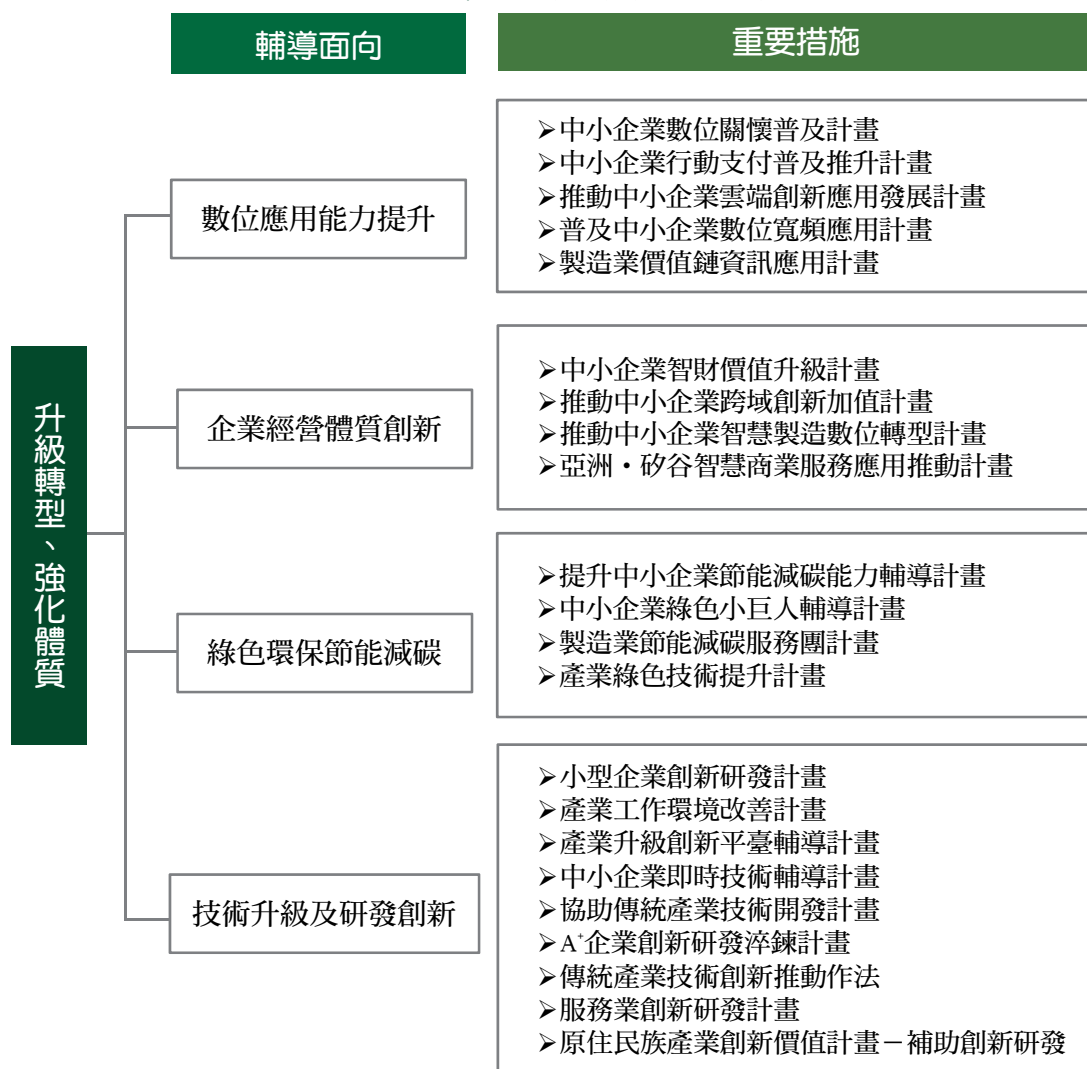 輔導面向
重要措施
升級轉型、強化體質
數位應用能力提升
➢中小企業數位關懷普及計畫
➢中小企業行動支付普及推升計畫
➢推動中小企業雲端創新應用發展計畫
➢普及中小企業數位寬頻應用計畫
➢製造業價值鏈資訊應用計畫
企業經營體質創新
➢中小企業智財價值升級計畫
➢推動中小企業跨域創新加值計畫
➢推動中小企業智慧製造數位轉型計畫
➢亞洲・矽谷智慧商業服務應用推動計畫
綠色環保節能減碳
➢提升中小企業節能減碳能力輔導計畫
➢中小企業綠色小巨人輔導計畫
➢製造業節能減碳服務團計畫
➢產業綠色技術提升計畫
技術升級及研發創新
➢小型企業創新研發計畫
➢產業工作環境改善計畫
➢產業升級創新平臺輔導計畫
➢中小企業即時技術輔導計畫
➢協助傳統產業技術開發計畫
➢A⁺企業創新研發淬鍊計畫
➢傳統產業技術創新推動作法
➢服務業創新研發計畫
➢原住民族產業創新價值計畫－補助創新研發